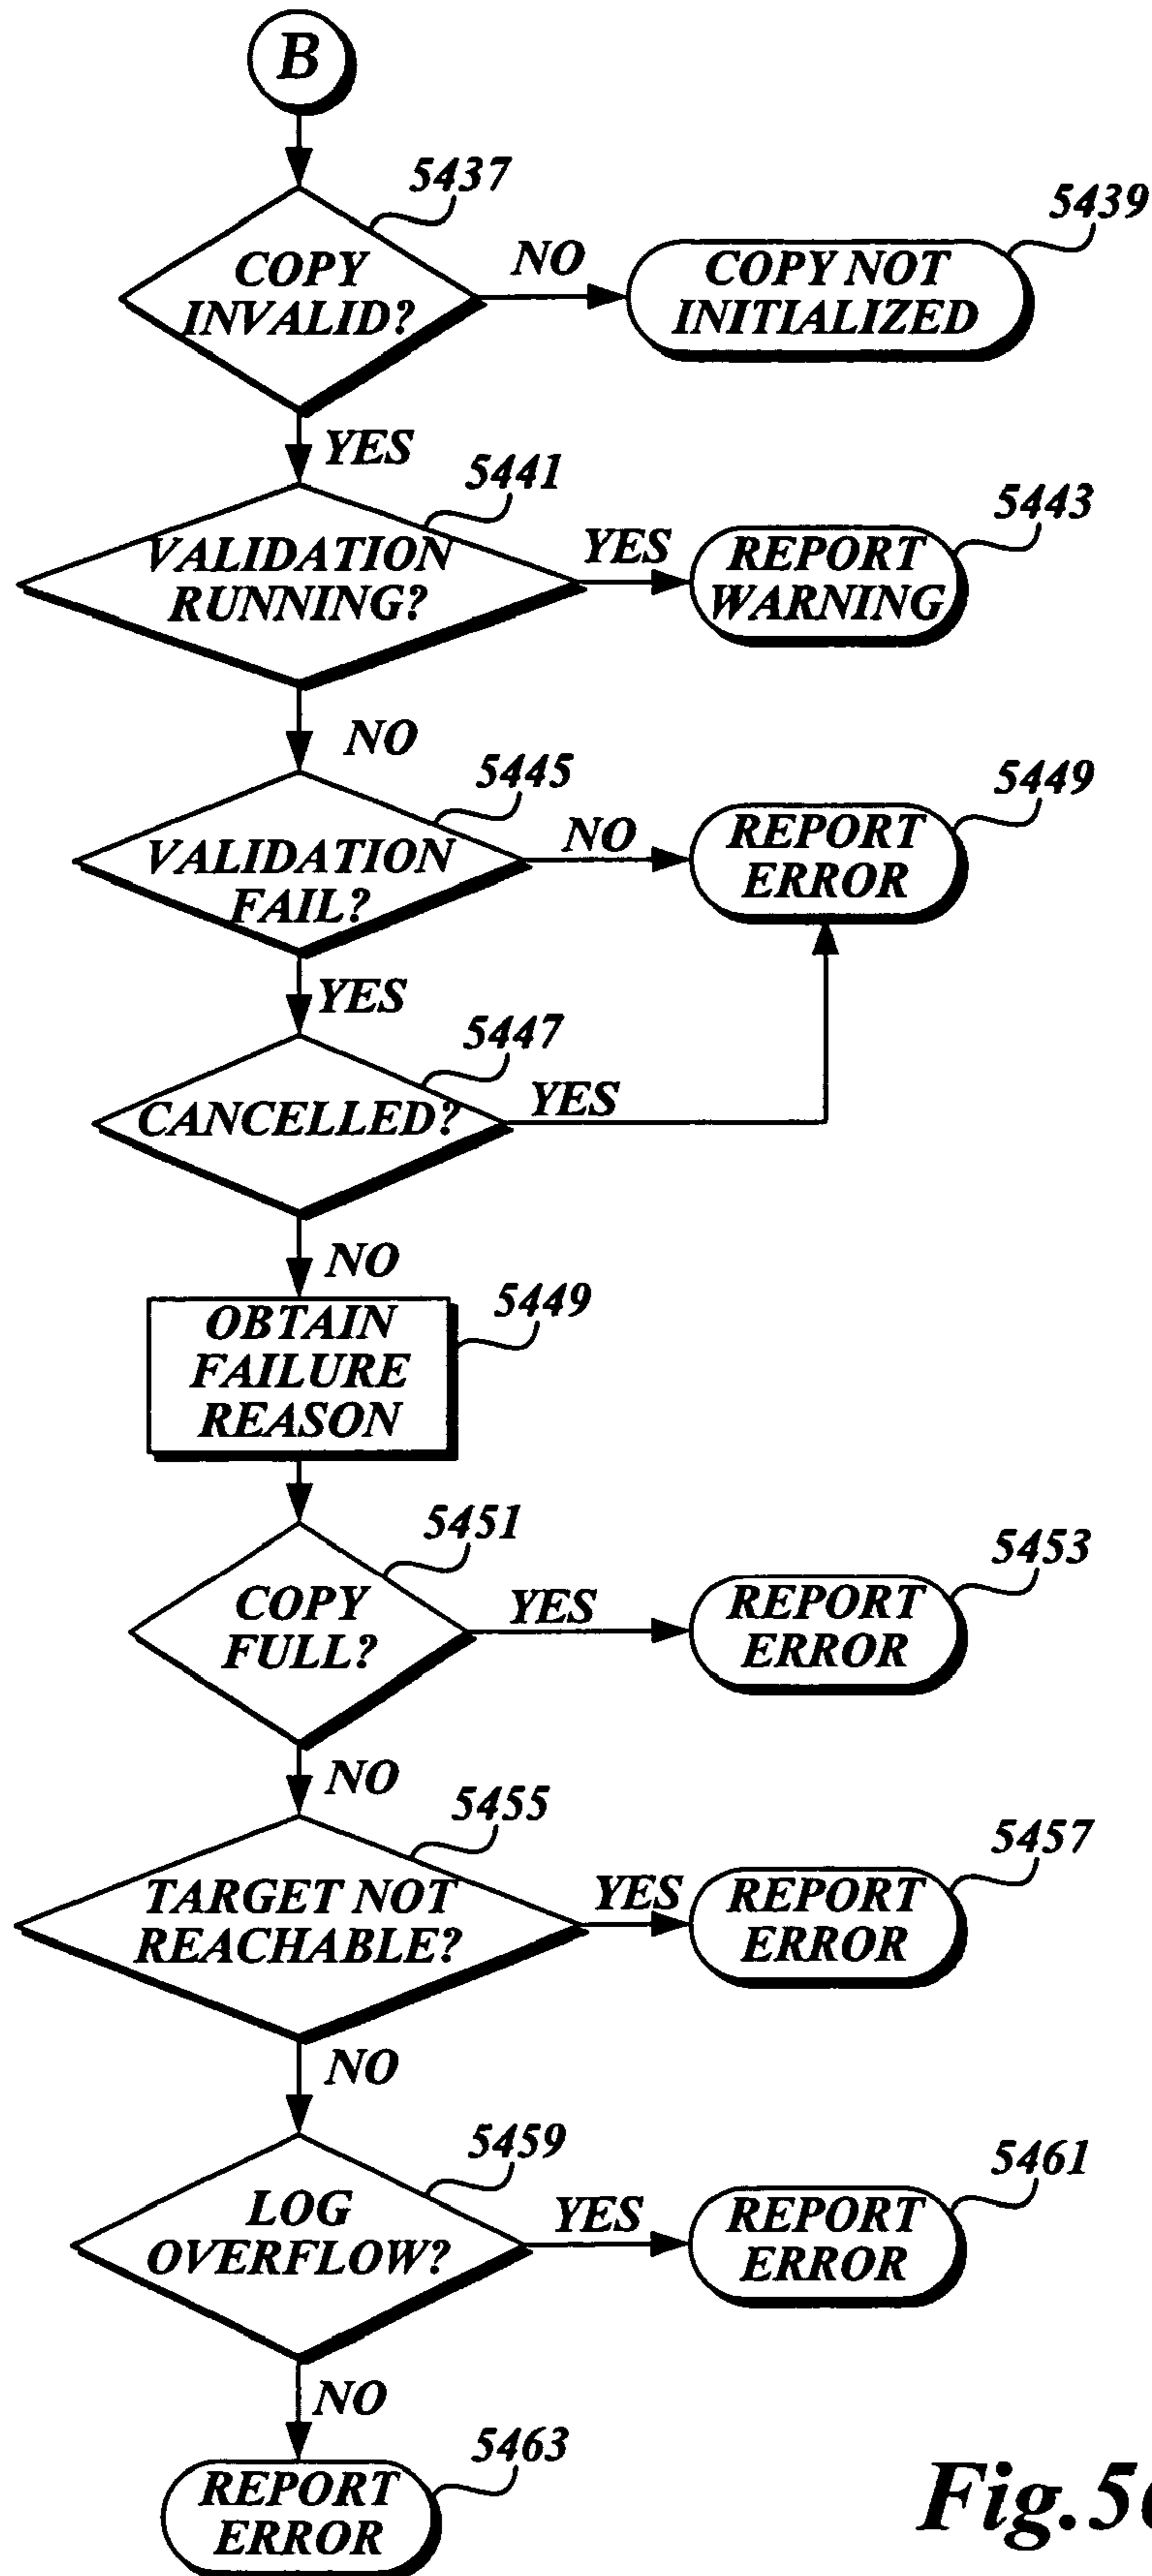 B
5437
5439
COPY
INVALID?
NO
COPY NOT
INITIALIZED
YES
5441
5443
VALIDATION
RUNNING?
YES
REPORT
WARNING
NO
5445
5449
VALIDATION
FAIL?
NO
REPORT
ERROR
YES
5447
CANCELLED?
YES
NO
5449
OBTAIN
FAILURE
REASON
5451
5453
COPY
FULL?
YES
REPORT
ERROR
NO
5455
5457
TARGET NOT
REACHABLE?
YES
REPORT
ERROR
NO
5459
5461
LOG
OVERFLOW?
YES
REPORT
ERROR
NO
5463
REPORT
ERROR